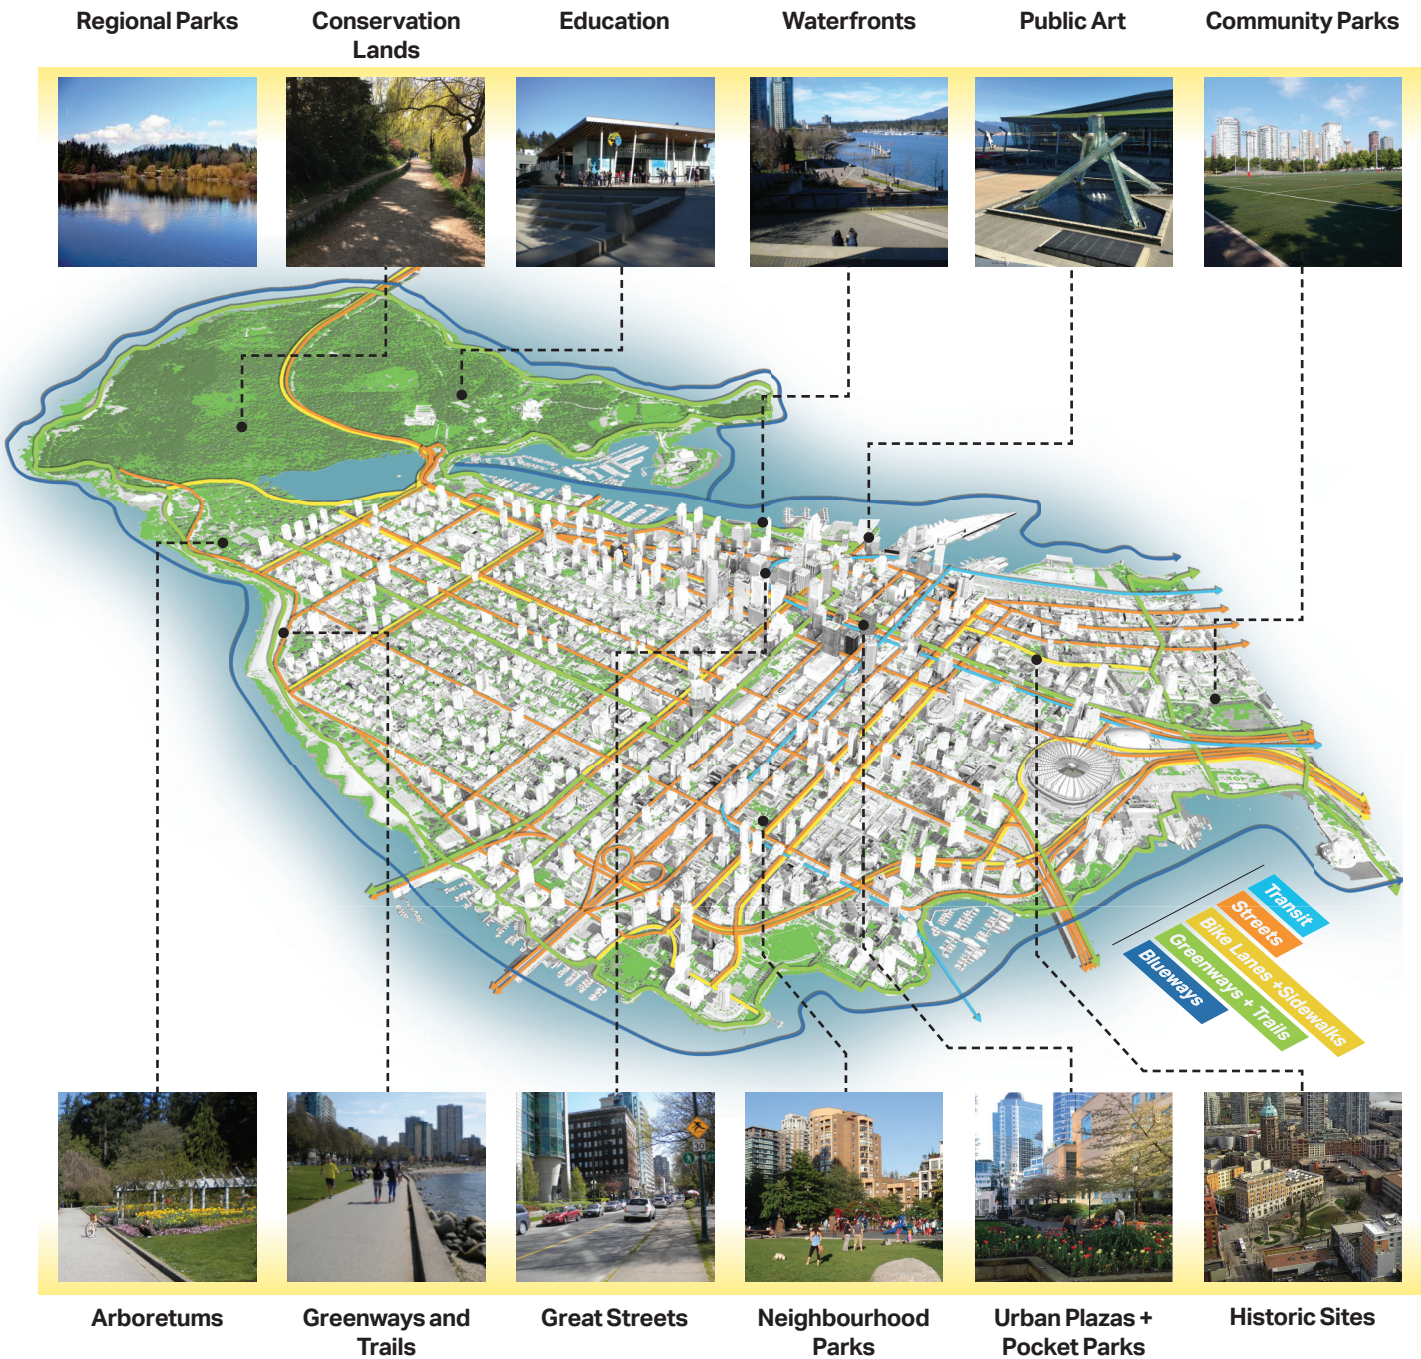 Regional Parks
Conservation
Lands
Education
Waterfronts
Public Art
Community Parks
Transit
Streets
Bike Lanes +Sidewalks
Greenways + Trails
Blueways
30
Arboretums
Greenways and
Trails
Great Streets
Neighbourhood
Parks
Urban Plazas +
Pocket Parks
Historic Sites